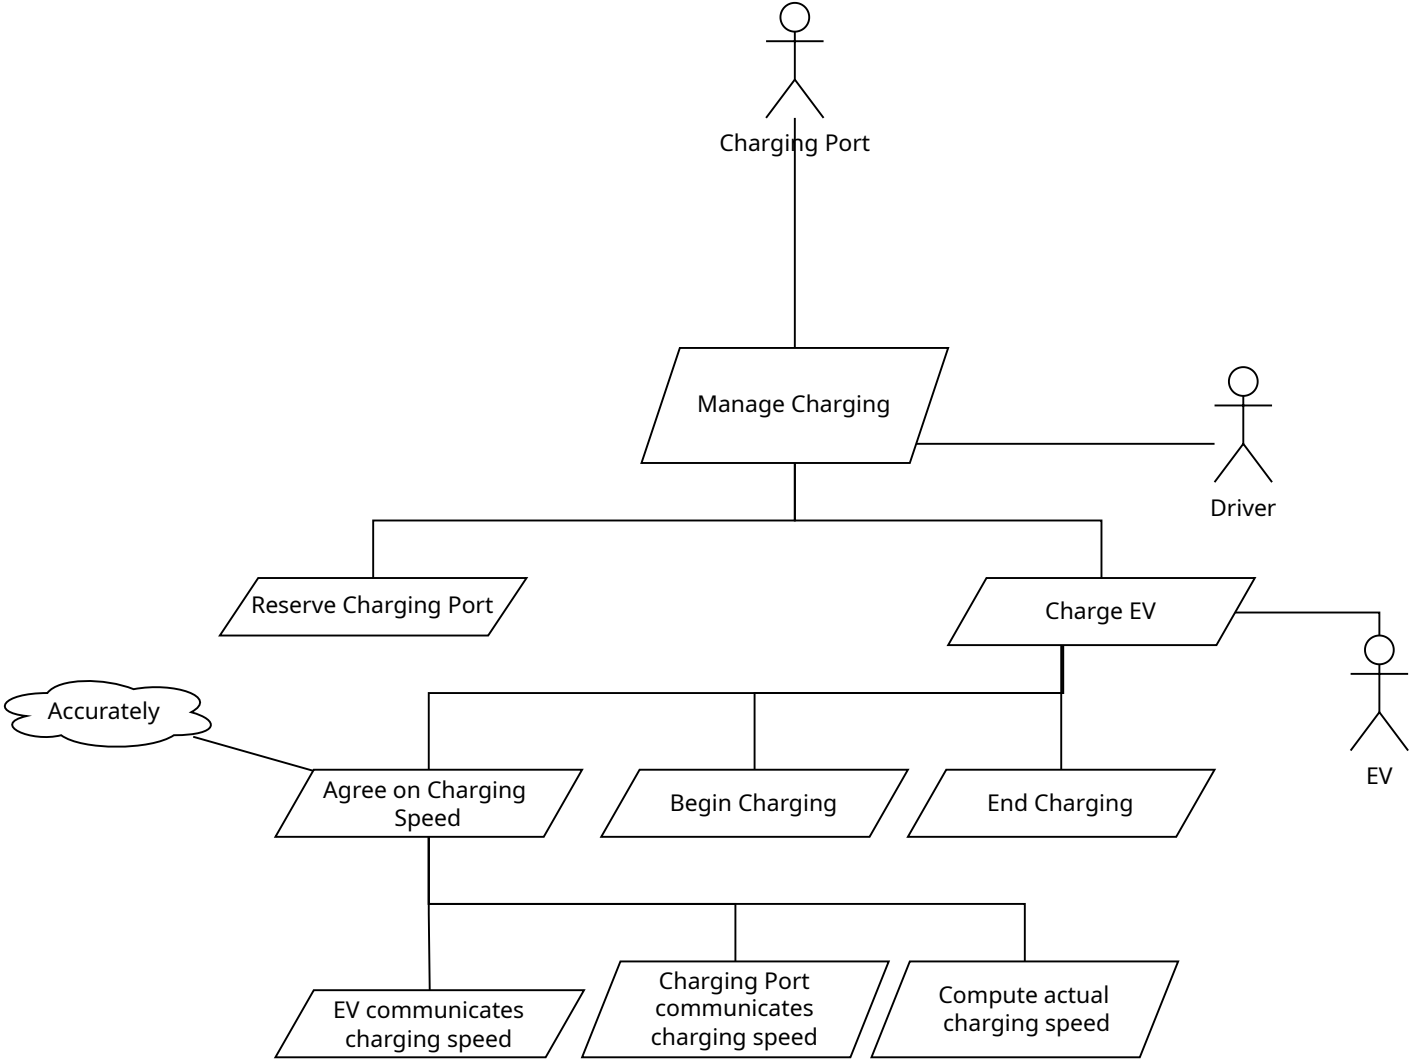 Charging Port
Manage Charging
Driver
Reserve Charging Port
Charge EV
Accurately
EV
Agree on Charging
Speed
Begin Charging
End Charging
EV communicates
charging speed
Charging Port
communicates
charging speed
Compute actual
charging speed